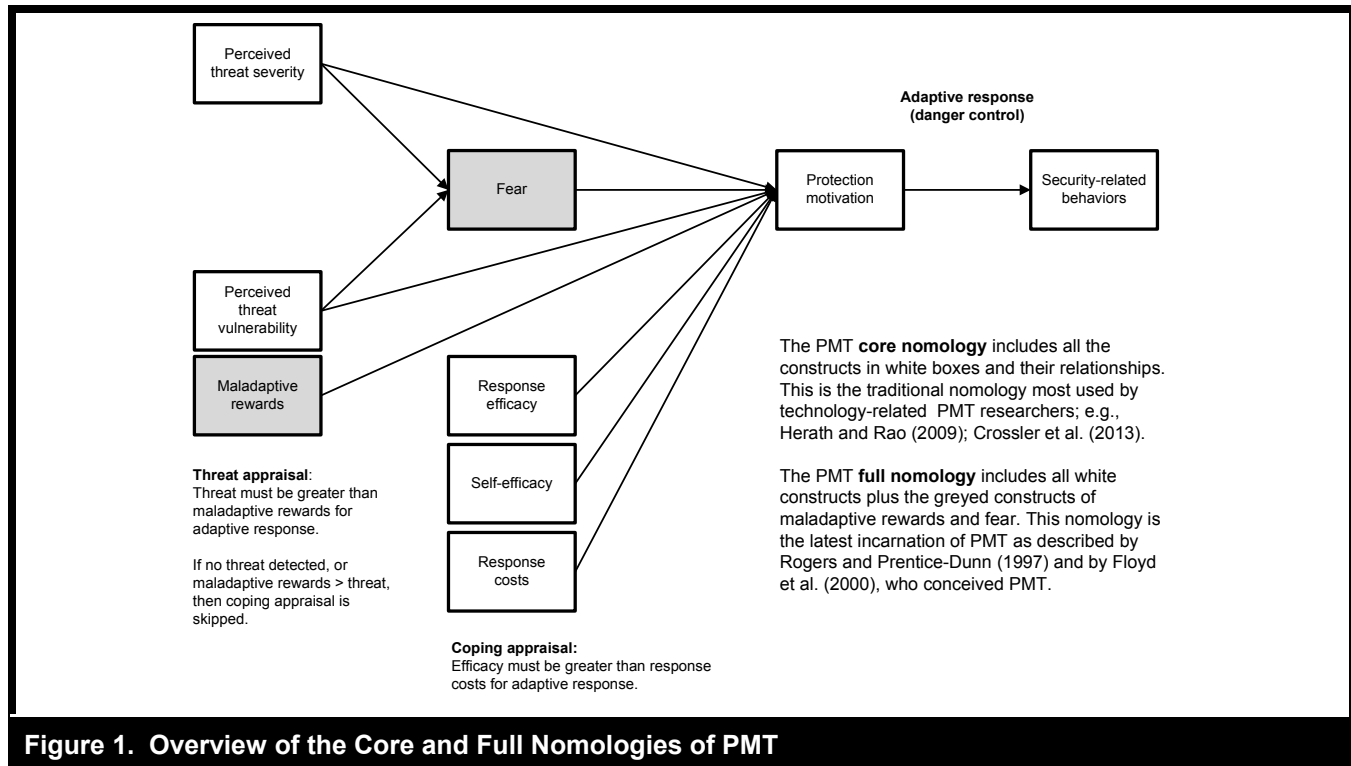 Perceived
threat severity
Adaptive response
(danger control)
Fear
Protection
motivation
Security-related
behaviors
Perceived
threat
vulnerability
Maladaptive
rewards
Response
efficacy
Self-efficacy
Response
costs
Threat appraisal:
Threat must be greater than
maladaptive rewards for
adaptive response.
If no threat detected, or
maladaptive rewards > threat,
then coping appraisal is
skipped.
Coping appraisal:
Efficacy must be greater than response
costs for adaptive response.
The PMT core nomology includes all the
constructs in white boxes and their relationships.
This is the traditional nomology most used by
technology-related PMT researchers; e.g.,
Herath and Rao (2009); Crossler et al. (2013).
The PMT full nomology includes all white
constructs plus the greyed constructs of
maladaptive rewards and fear. This nomology is
the latest incarnation of PMT as described by
Rogers and Prentice-Dunn (1997) and by Floyd
et al. (2000), who conceived PMT.
Figure 1. Overview of the Core and Full Nomologies of PMT